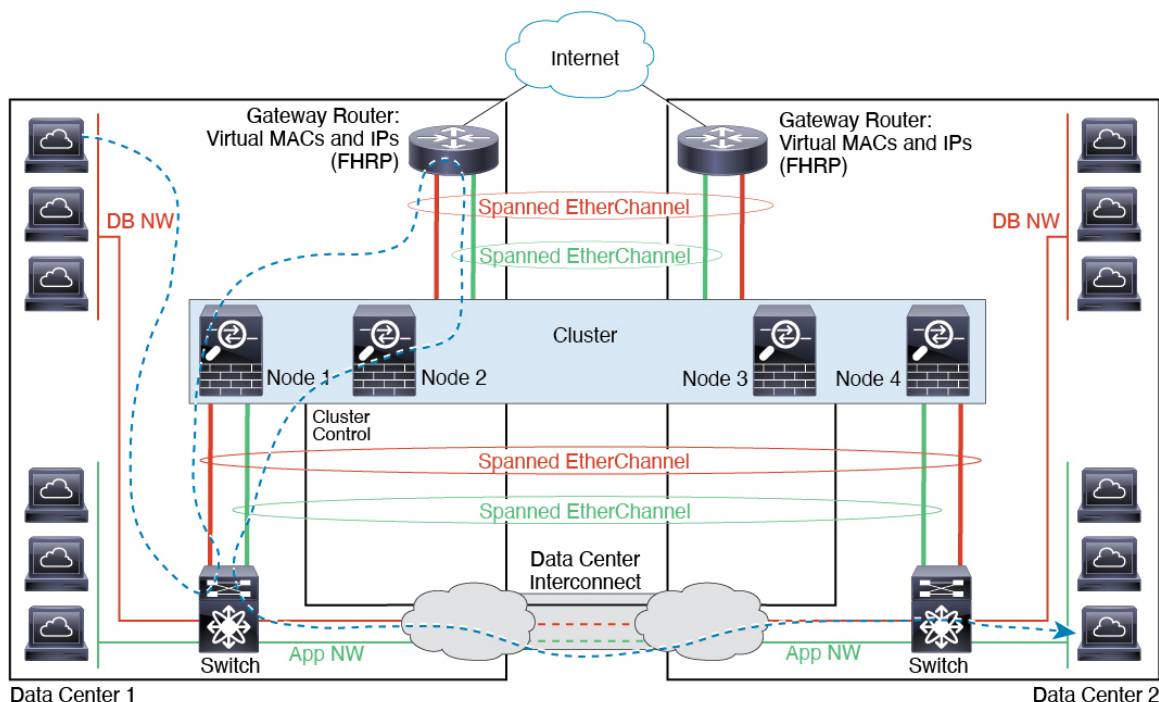 Internet
Gateway Router:
Virtual MACs and IPs
(FHRP)
Gateway Router:
Virtual MACs and IPs
(FHRP)
DB NW
Spanned EtherChannel
DB NW
Spanned EtherChannel
Cluster
Node 1
Node 2
Node 3
Node 4
Cluster
Control
Spanned EtherChannel
Spanned EtherChannel
Data Center
Interconnect
App NW
App NW
Switch
Switch
Data Center 1
Data Center 2